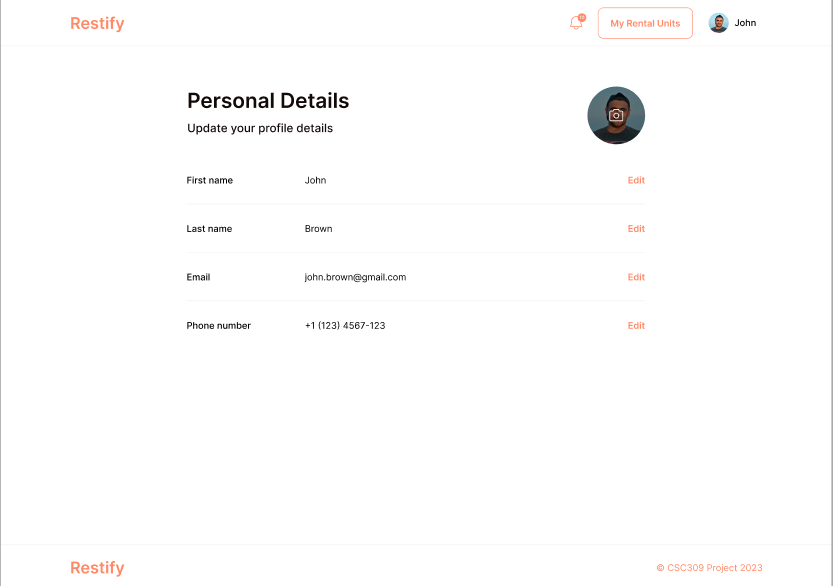 Restify
My Rental Units
John
Personal Details
Update your profile details
First name John Edit
Last name Brown Edit
Email john.brown@gmail.com Edit
Phone number +1 (123) 4567-123 Edit
Restify
© CSC309 Project 2023